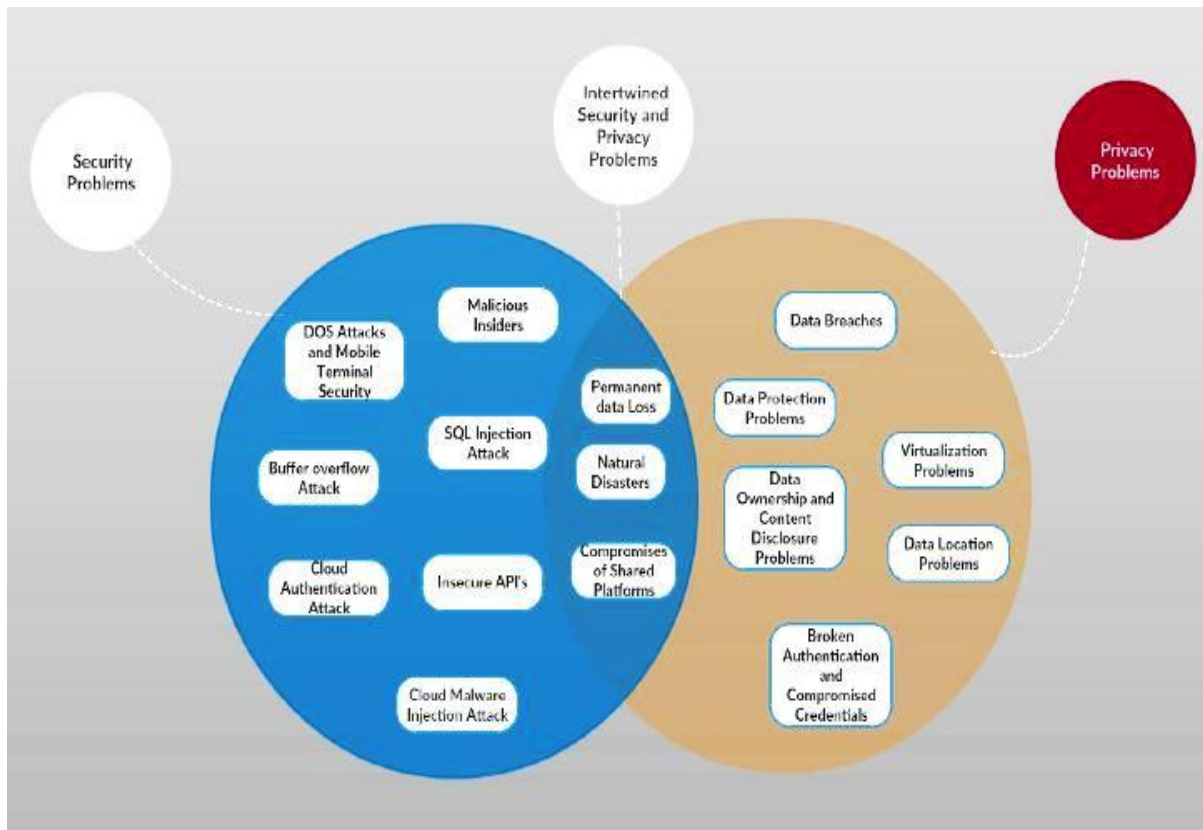 Security
Problems
Intertwined
Security and
Privacy
Problems
Privacy
Problems
Malicious
Insiders
DOS Attacks
and Mobile
Terminal
Security
SQL Injection
Attack
Buffer overflow
Attack
Cloud
Authentication
Attack
Insecure API's
Cloud Malware
Injection Attack
Permanent
data Loss
Natural
Disasters
Compromises
of Shared
Platforms
Data Breaches
Data Protection
Problems
Virtualization
Problems
Data
Ownership and
Content
Disclosure
Problems
Data Location
Problems
Broken
Authentication
and
Compromised
Credentials